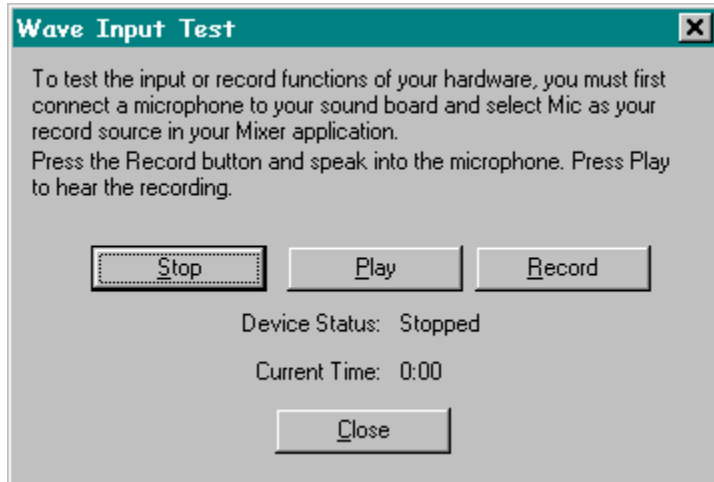 Wave Input Test
To test the input or record functions of your hardware, you must first
connect a microphone to your sound board and select Mic as your
record source in your Mixer application.
Press the Record button and speak into the microphone. Press Play
to hear the recording.
Stop Play Record
Device Status: Stopped
Current Time: 0:00
Close